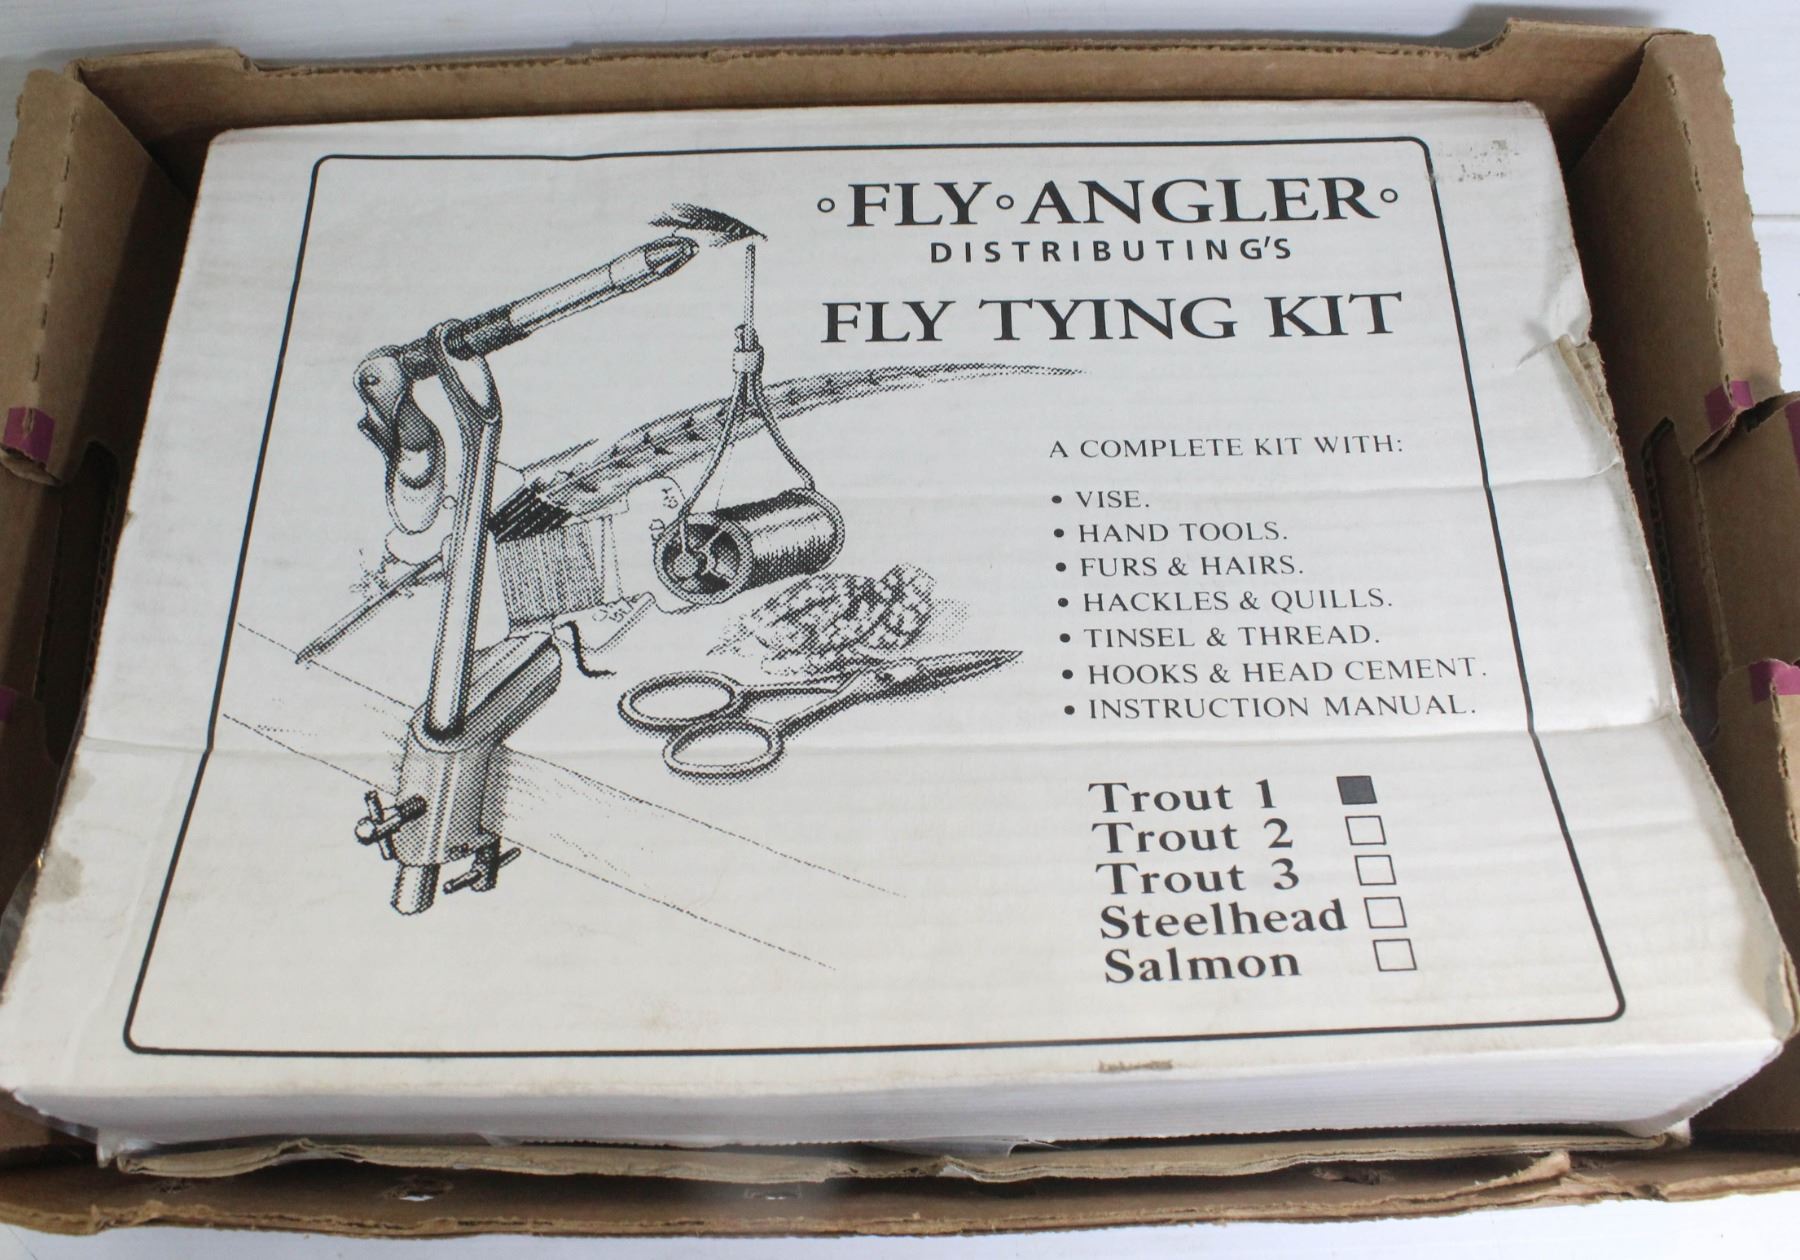 ◦FLY◦ANGLER◦
DISTRIBUTING'S
FLY TYING KIT
A COMPLETE KIT WITH:
• VISE.
• HAND TOOLS.
• FURS & HAIRS.
• HACKLES & QUILLS.
• TINSEL & THREAD.
• HOOKS & HEAD CEMENT.
• INSTRUCTION MANUAL.
Trout 1 ■
Trout 2 □
Trout 3 □
Steelhead □
Salmon □